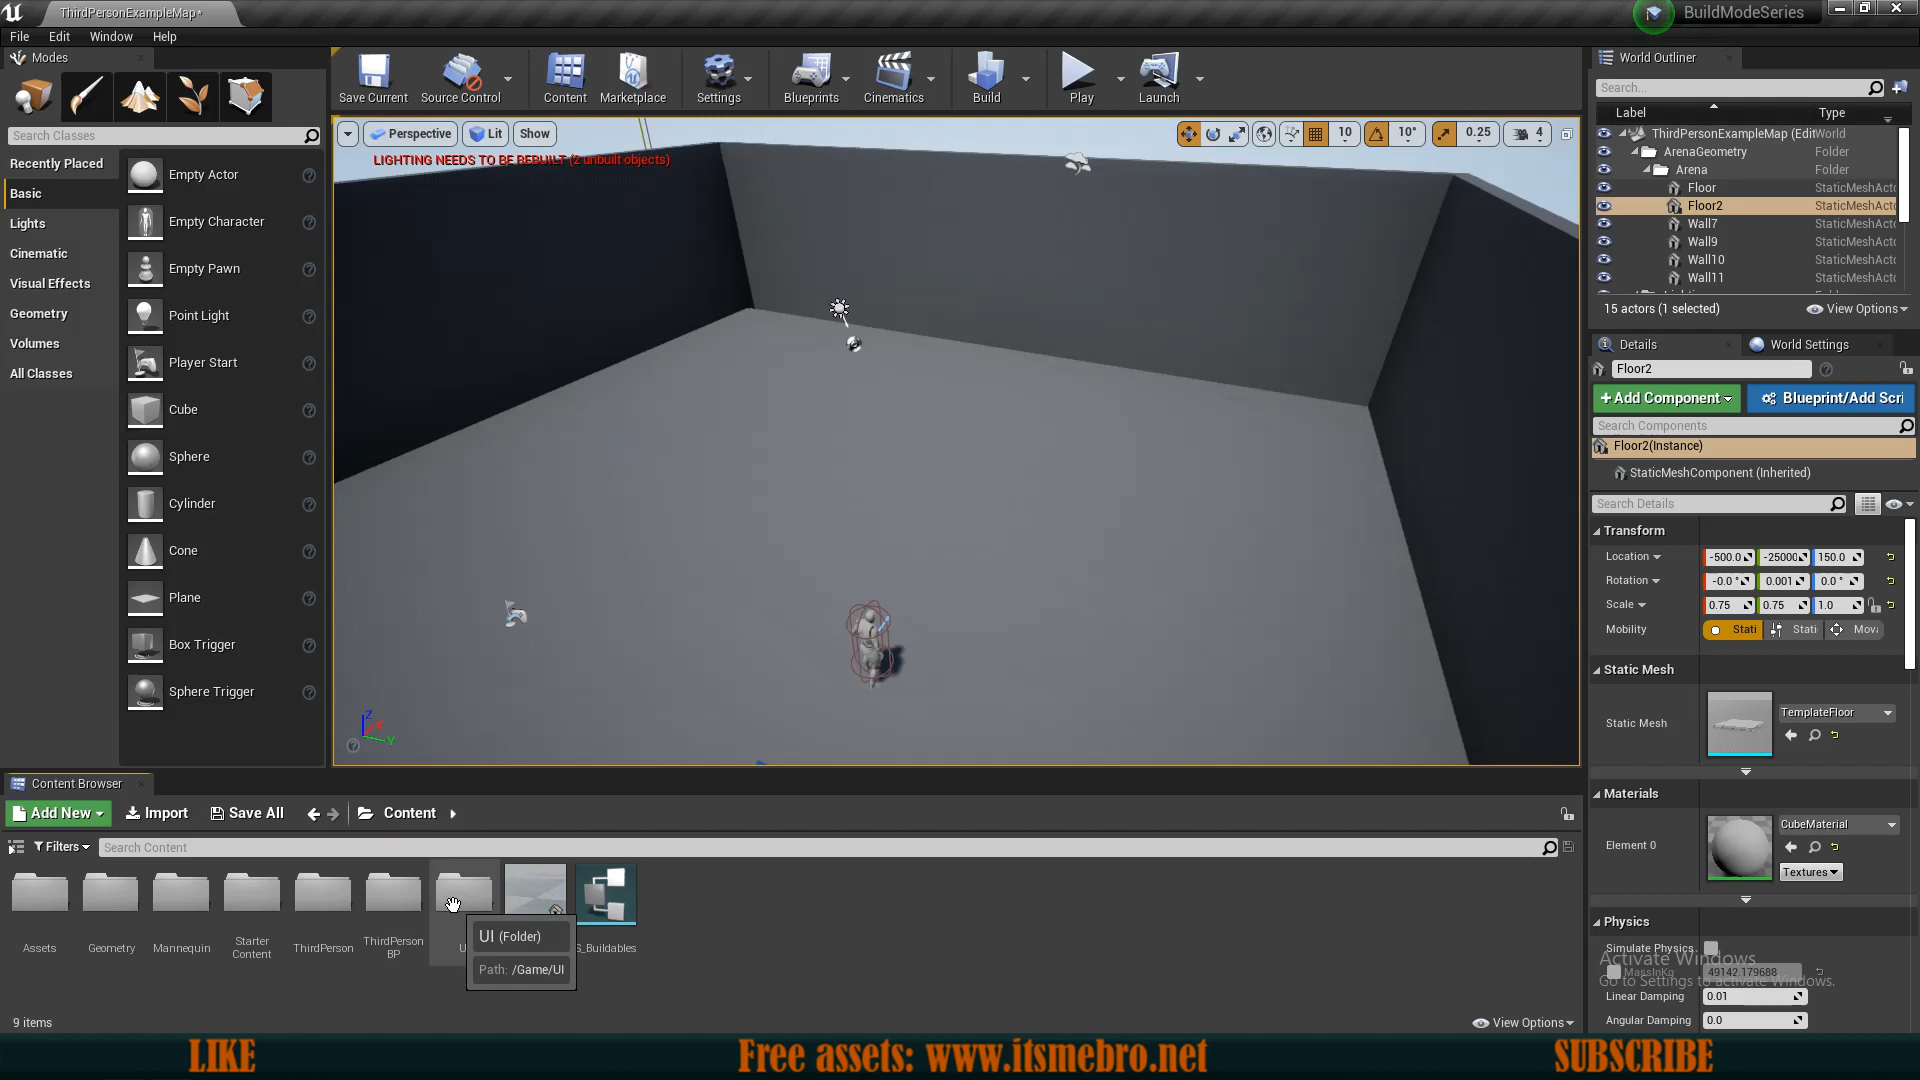 ThirdPersonExampleMap*
BuildModeSeries
File Edit Window Help
Modes
Search Classes
Recently Placed
Basic
Lights
Cinematic
Visual Effects
Geometry
Volumes
All Classes
Empty Actor
Empty Character
Empty Pawn
Point Light
Player Start
Cube
Sphere
Cylinder
Cone
Plane
Box Trigger
Sphere Trigger
Save Current
Source Control
Content
Marketplace
Settings
Blueprints
Cinematics
Build
Play
Launch
Perspective
Lit
Show
10
10°
0.25
4
LIGHTING NEEDS TO BE REBUILT (2 unbuilt objects)
Z
X
Y
World Outliner
Search...
Label Type
ThirdPersonExampleMap (Edit World
ArenaGeometry Folder
Arena Folder
Floor StaticMeshActo
Floor2 StaticMeshActo
Wall7 StaticMeshActo
Wall9 StaticMeshActo
Wall10 StaticMeshActo
Wall11 StaticMeshActo
15 actors (1 selected)
View Options
Details
World Settings
Floor2
+Add Component
Blueprint/Add Scri
Search Components
Floor2(Instance)
StaticMeshComponent (Inherited)
Search Details
Transform
Location -500.0 -25000 150.0
Rotation -0.0 ° 0.001 0.0 °
Scale 0.75 0.75 1.0
Mobility Stati Stati Mova
Static Mesh
Static Mesh
TemplateFloor
Materials
Element 0
CubeMaterial
Textures
Physics
Simulate Physics
MassInKg 49142.179688
Linear Damping 0.01
Angular Damping 0.0
Activate Windows
Go to Settings to activate Windows.
Content Browser
Add New
Import
Save All
Content
Filters
Search Content
Assets
Geometry
Mannequin
Starter Content
ThirdPerson
ThirdPerson BP
S_Buildables
UI (Folder)
Path: /Game/UI
9 items
View Options
LIKE
Free assets: www.itsmebro.net
SUBSCRIBE